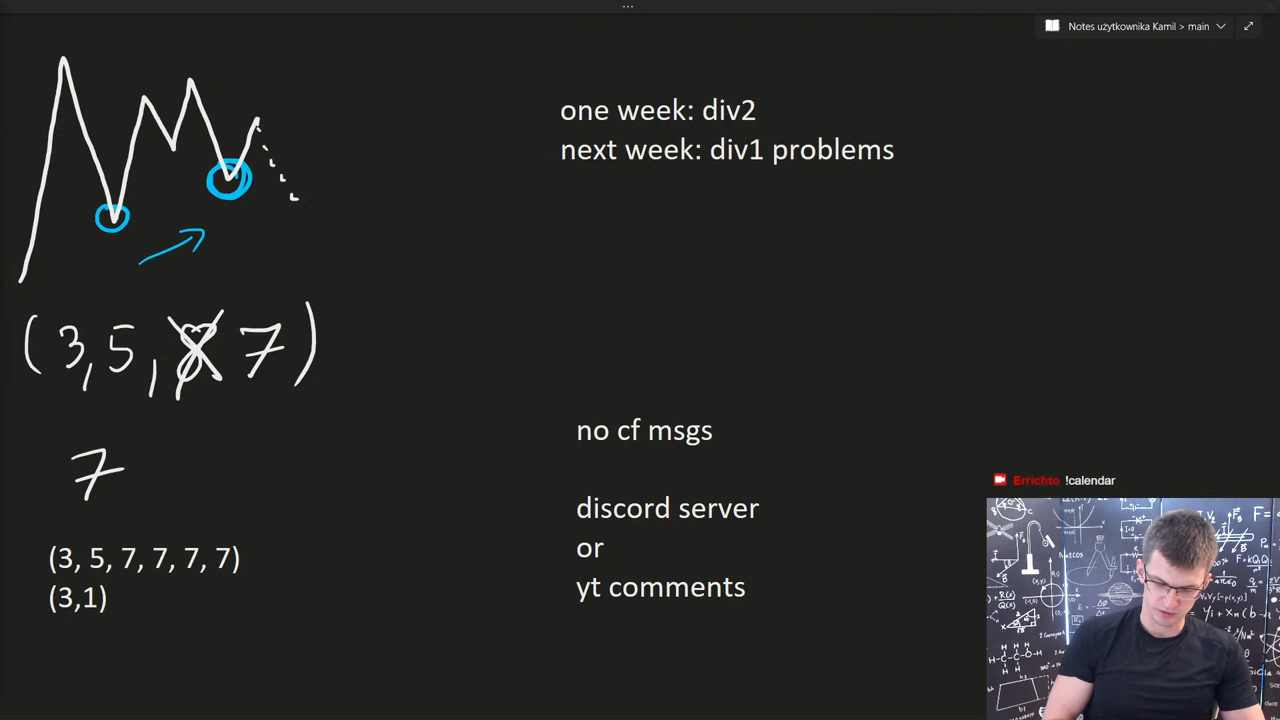 ...
Notes użytkownika Kamil > main
one week: div2
next week: div1 problems
(3, 5, 8 7)
7
no cf msgs
discord server
or
yt comments
(3, 5, 7, 7, 7, 7)
(3,1)
Errichto !calendar